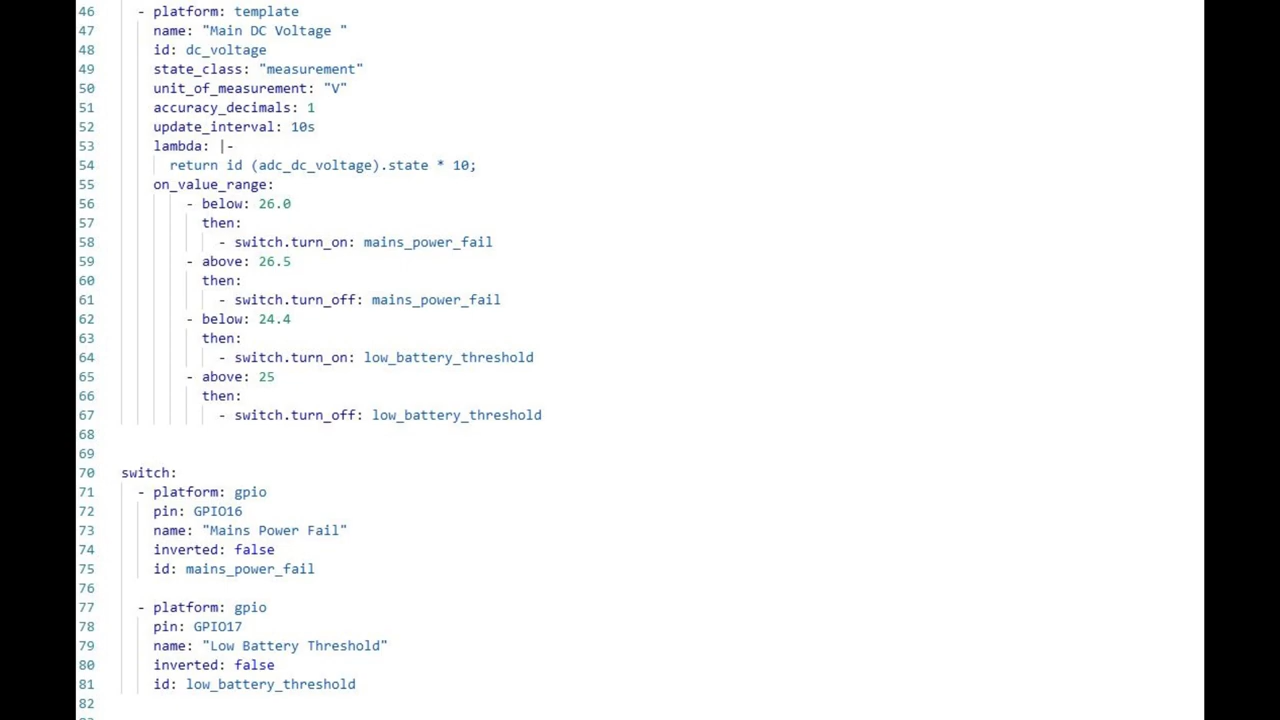 46 - platform: template
47 name: "Main DC Voltage "
48 id: dc_voltage
49 state_class: "measurement"
50 unit_of_measurement: "V"
51 accuracy_decimals: 1
52 update_interval: 10s
53 lambda: |-
54 return id (adc_dc_voltage).state * 10;
55 on_value_range:
56 - below: 26.0
57 then:
58 - switch.turn_on: mains_power_fail
59 - above: 26.5
60 then:
61 - switch.turn_off: mains_power_fail
62 - below: 24.4
63 then:
64 - switch.turn_on: low_battery_threshold
65 - above: 25
66 then:
67 - switch.turn_off: low_battery_threshold
68
69
70 switch:
71 - platform: gpio
72 pin: GPIO16
73 name: "Mains Power Fail"
74 inverted: false
75 id: mains_power_fail
76
77 - platform: gpio
78 pin: GPIO17
79 name: "Low Battery Threshold"
80 inverted: false
81 id: low_battery_threshold
82